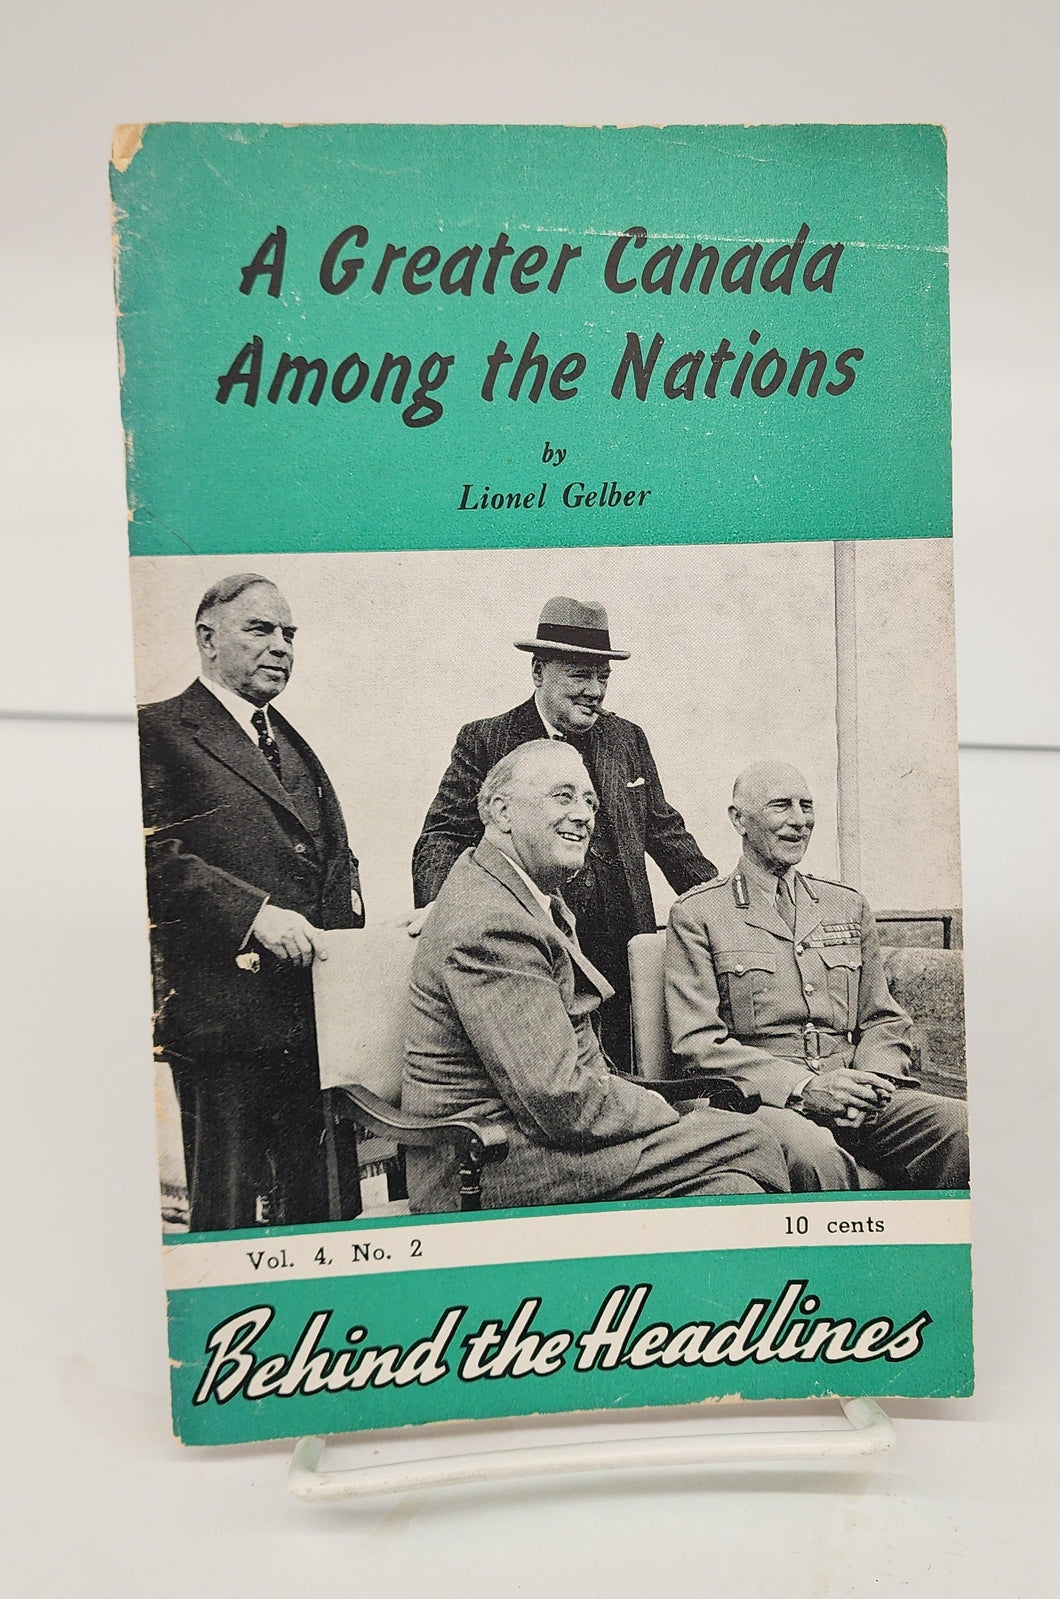 A Greater Canada
Among the Nations
by
Lionel Gelber
Vol. 4, No. 2
10 cents
Behind the Headlines